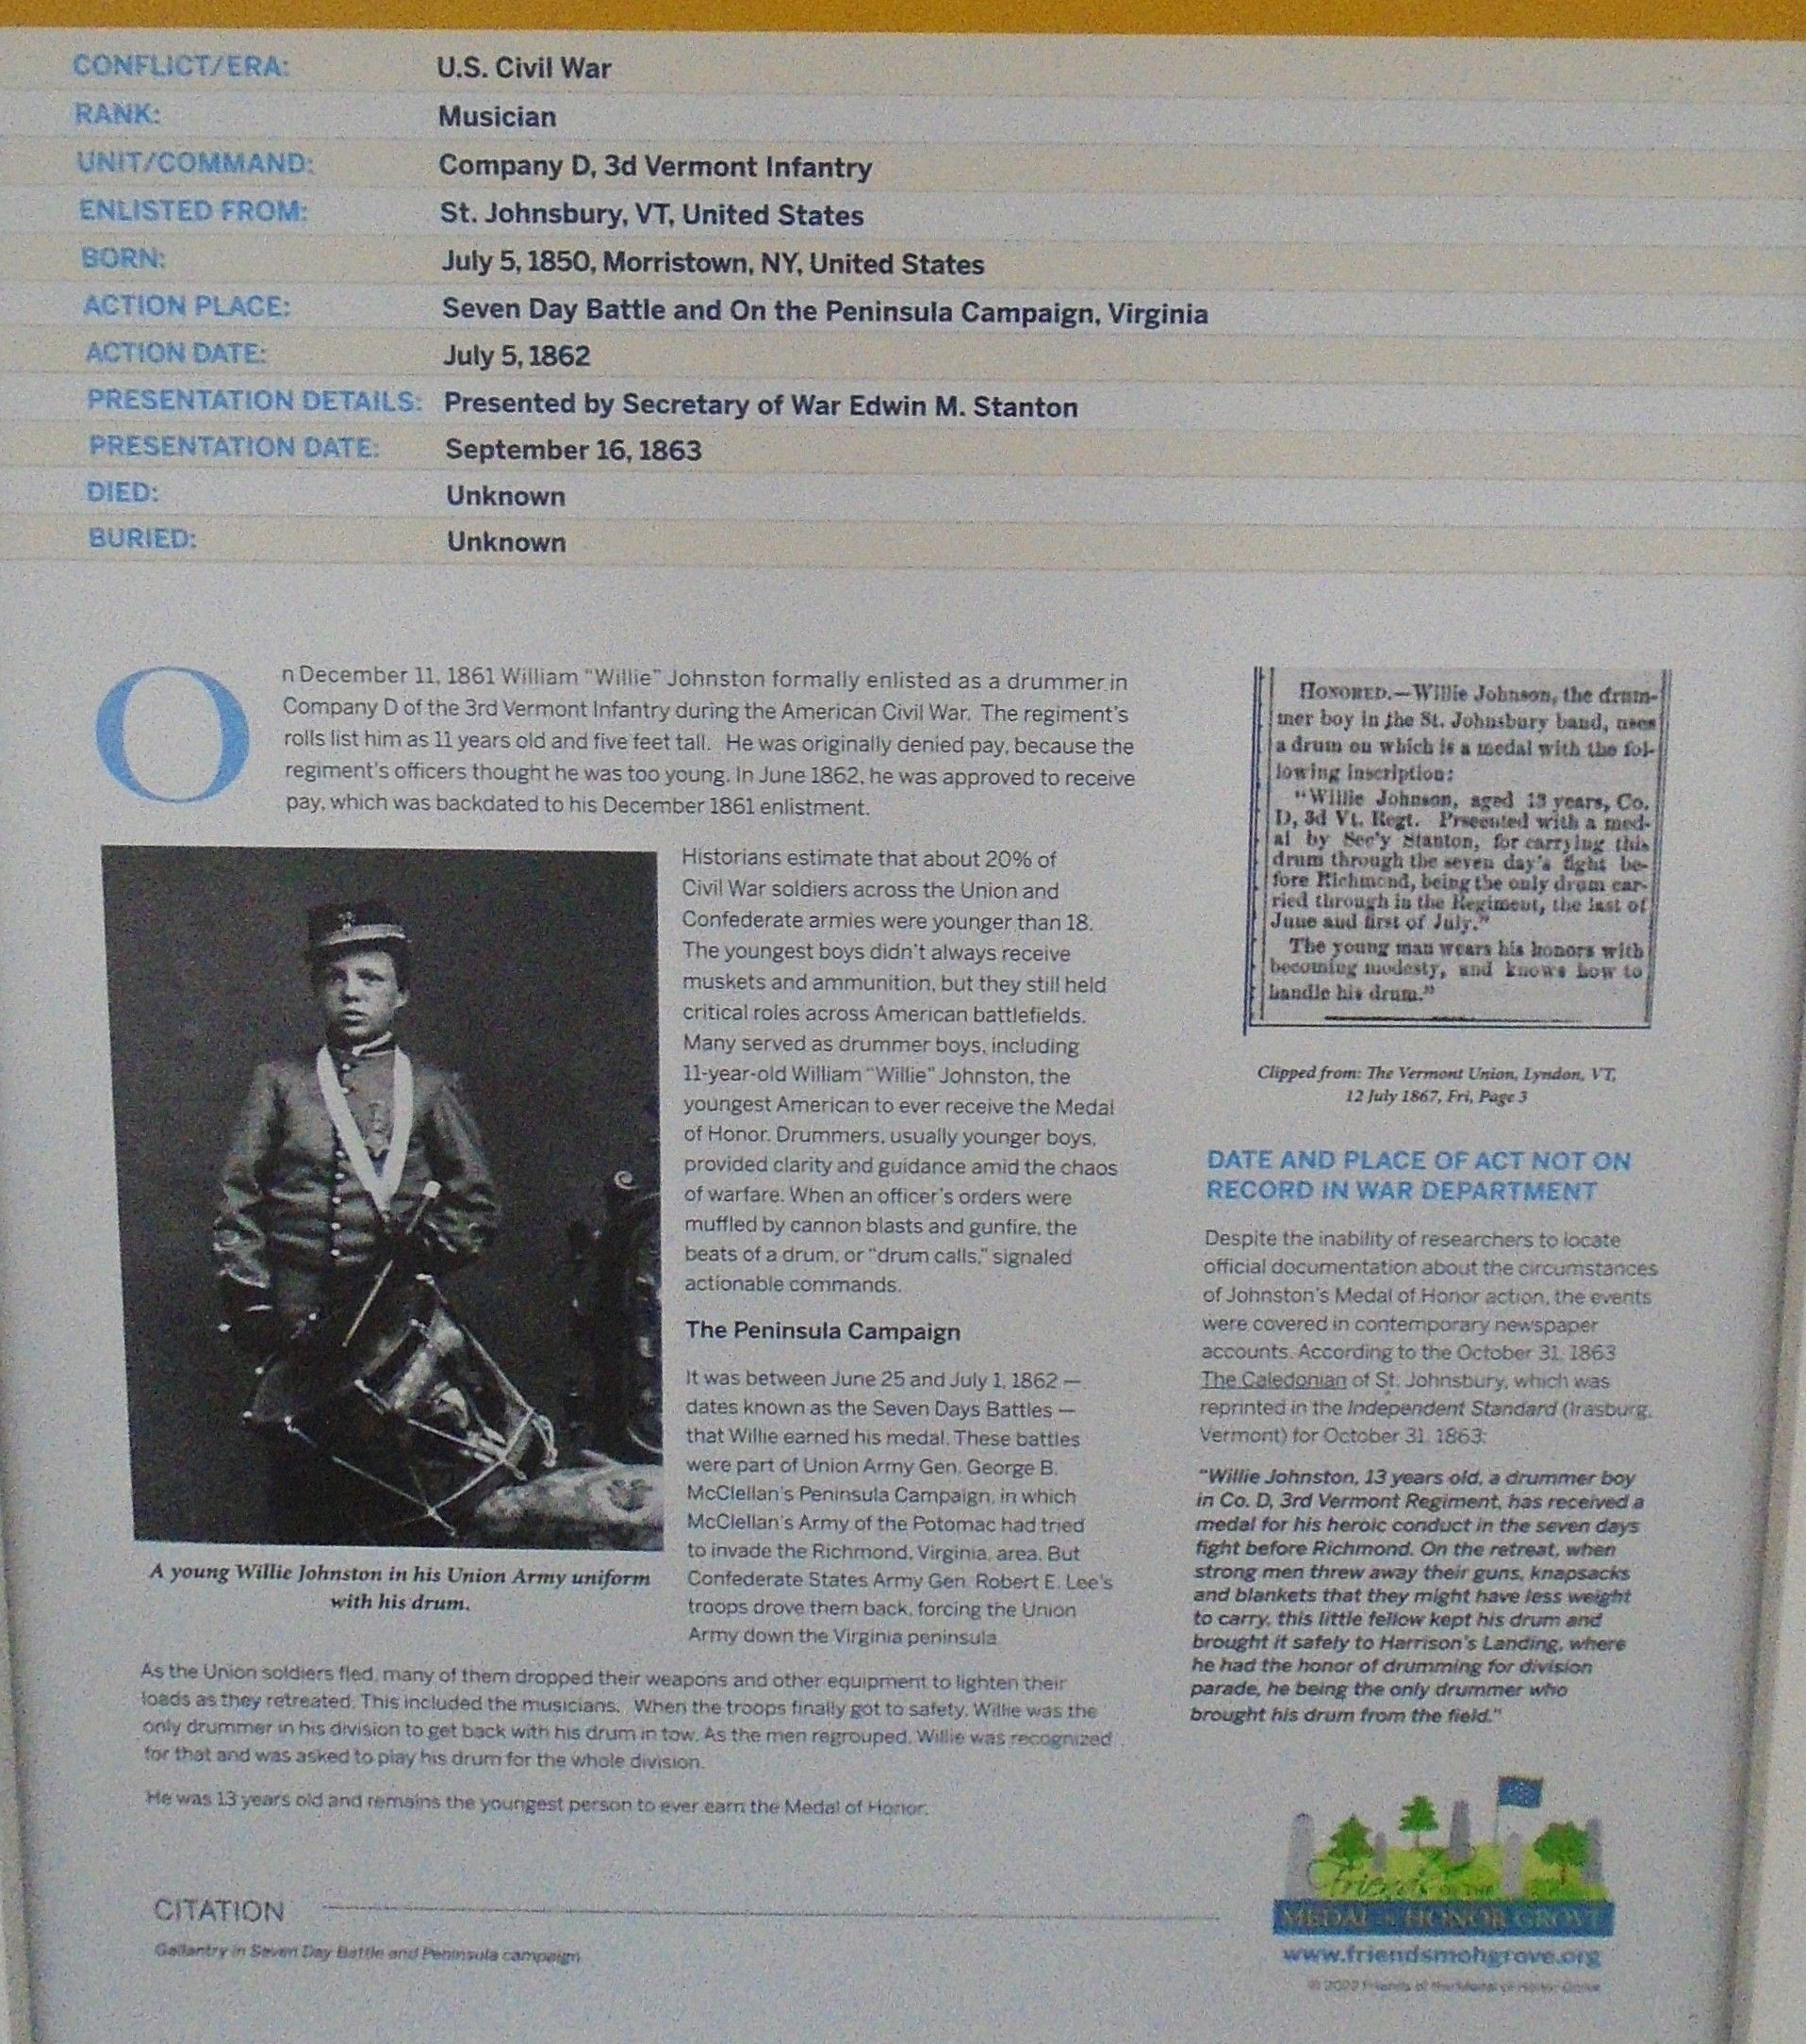 CONFLICT/ERA: U.S. Civil War
RANK: Musician
UNIT/COMMAND: Company D, 3d Vermont Infantry
ENLISTED FROM: St. Johnsbury, VT, United States
BORN: July 5, 1850, Morristown, NY, United States
ACTION PLACE: Seven Day Battle and On the Peninsula Campaign, Virginia
ACTION DATE: July 5, 1862
PRESENTATION DETAILS: Presented by Secretary of War Edwin M. Stanton
PRESENTATION DATE: September 16, 1863
DIED: Unknown
BURIED: Unknown
On December 11, 1861 William “Willie” Johnston formally enlisted as a drummer in
Company D of the 3rd Vermont Infantry during the American Civil War. The regiment's
rolls list him as 11 years old and five feet tall. He was originally denied pay, because the
regiment's officers thought he was too young. In June 1862, he was approved to receive
pay, which was backdated to his December 1861 enlistment.
Historians estimate that about 20% of
Civil War soldiers across the Union and
Confederate armies were younger than 18.
The youngest boys didn't always receive
muskets and ammunition, but they still held
critical roles across American battlefields.
Many served as drummer boys, including
11-year-old William “Willie” Johnston, the
youngest American to ever receive the Medal
of Honor. Drummers, usually younger boys,
provided clarity and guidance amid the chaos
of warfare. When an officer's orders were
muffled by cannon blasts and gunfire, the
beats of a drum, or “drum calls,” signaled
actionable commands.
The Peninsula Campaign
It was between June 25 and July 1, 1862 —
dates known as the Seven Days Battles —
that Willie earned his medal. These battles
were part of Union Army Gen. George B.
McClellan's Peninsula Campaign, in which
McClellan's Army of the Potomac had tried
to invade the Richmond, Virginia, area. But
Confederate States Army Gen. Robert E. Lee's
troops drove them back, forcing the Union
Army down the Virginia peninsula
A young Willie Johnston in his Union Army uniform
with his drum.
As the Union soldiers fled, many of them dropped their weapons and other equipment to lighten their
loads as they retreated. This included the musicians. When the troops finally got to safety, Willie was the
only drummer in his division to get back with his drum in tow. As the men regrouped, Willie was recognized
for that and was asked to play his drum for the whole division.
He was 13 years old and remains the youngest person to ever earn the Medal of Honor.
HONORED.—Willie Johnson, the drum-
mer boy in the St. Johnsbury band, uses
a drum on which is a medal with the fol-
lowing inscription:
“Willie Johnson, aged 13 years, Co.
D, 3d Vt. Regt. Prseented with a med-
al by Sec'y Stanton, for carrying this
drum through the seven day's fight be-
fore Richmond, being the only drum car-
ried through in the Regiment, the last of
June and first of July.”
The young man wears his honors with
becoming modesty, and knows how to
handle his drum.”
Clipped from: The Vermont Union, Lyndon, VT,
12 July 1867, Fri, Page 3
DATE AND PLACE OF ACT NOT ON
RECORD IN WAR DEPARTMENT
Despite the inability of researchers to locate
official documentation about the circumstances
of Johnston's Medal of Honor action, the events
were covered in contemporary newspaper
accounts. According to the October 31, 1863
The Caledonian of St. Johnsbury, which was
reprinted in the Independent Standard (Irasburg,
Vermont) for October 31, 1863:
“Willie Johnston, 13 years old, a drummer boy
in Co. D, 3rd Vermont Regiment, has received a
medal for his heroic conduct in the seven days
fight before Richmond. On the retreat, when
strong men threw away their guns, knapsacks
and blankets that they might have less weight
to carry, this little fellow kept his drum and
brought it safely to Harrison's Landing, where
he had the honor of drumming for division
parade, he being the only drummer who
brought his drum from the field.”
CITATION
Gallantry in Seven Day Battle and Peninsula campaign
Friends OF THE
MEDAL of HONOR GROVE
www.friendsmohgrove.org
© 2022 Friends of the Medal of Honor Grove